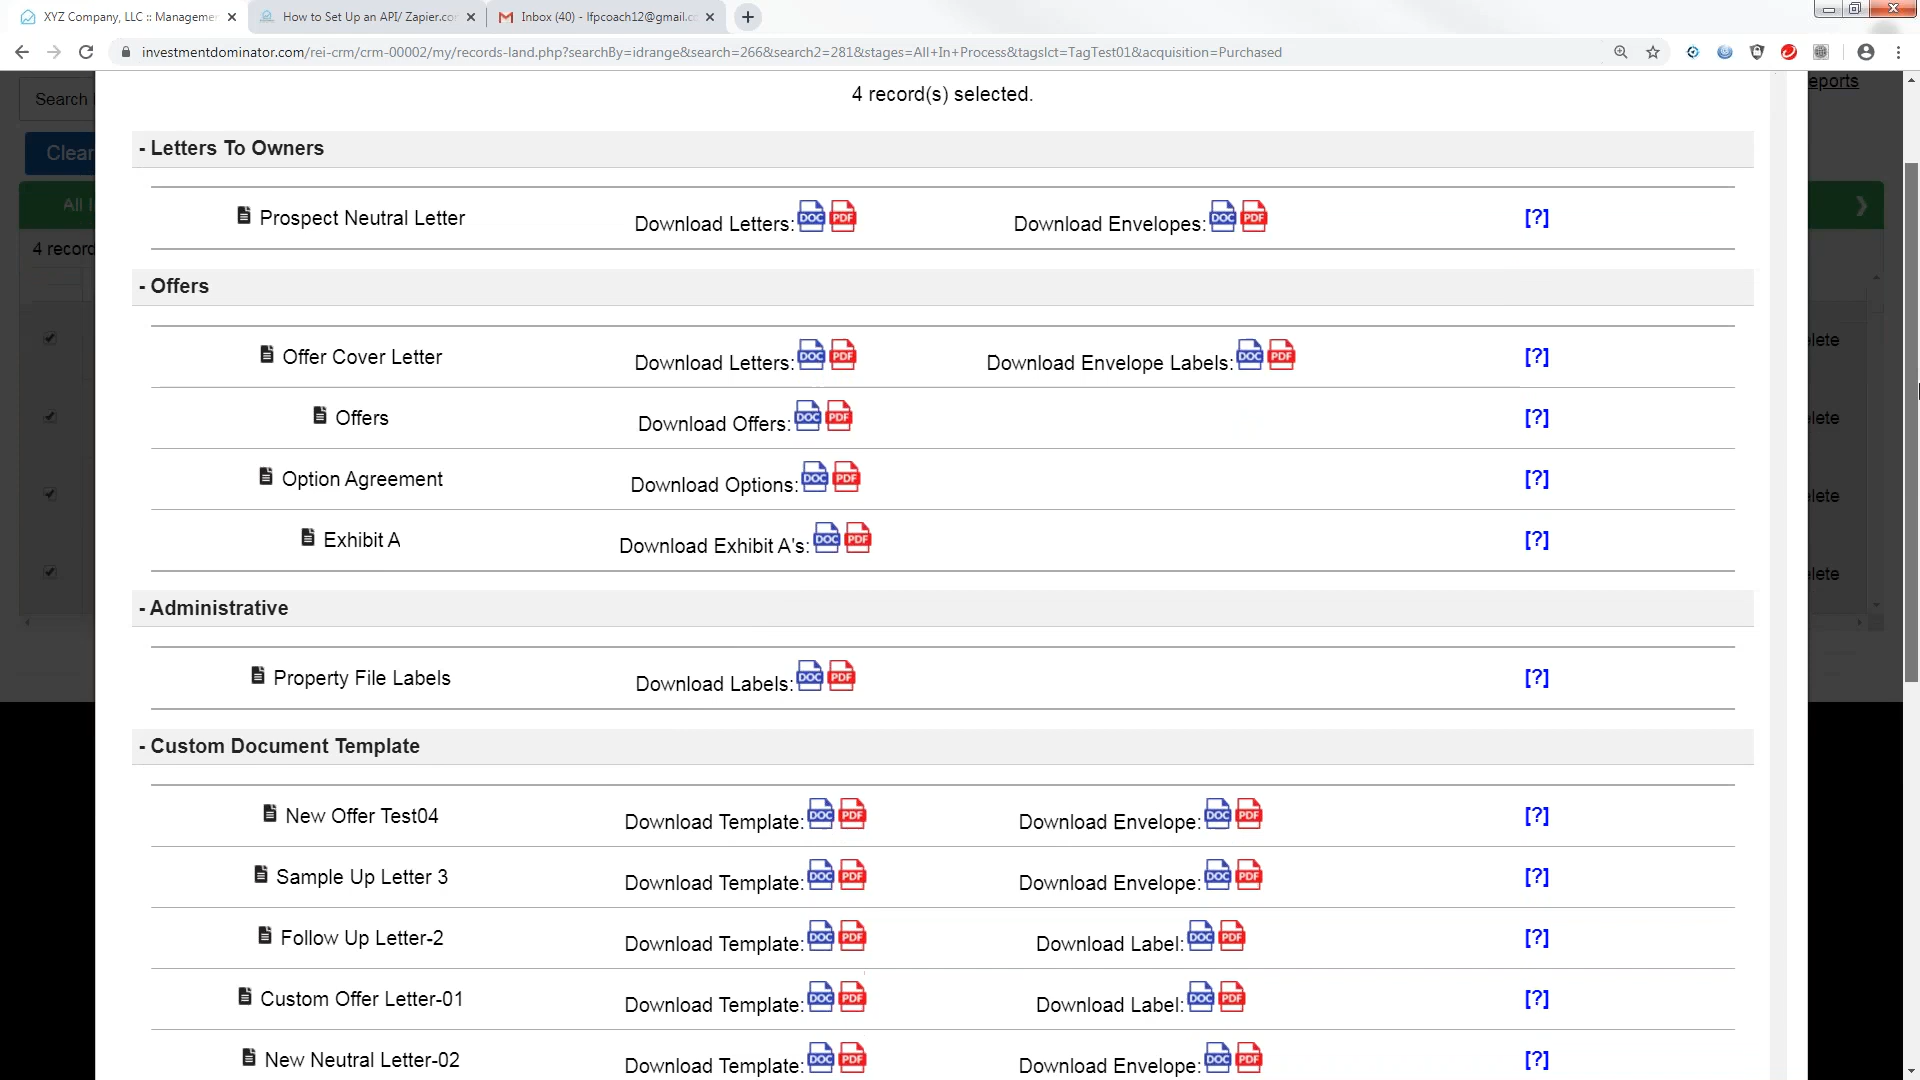 XYZ Company, LLC :: Managemer
How to Set Up an API/ Zapier.cor
Inbox (40) - lfpcoach12@gmail.co
investmentdominator.com/rei-crm/crm-00002/my/records-land.php?searchBy=idrange&search=266&search2=281&stages=All+In+Process&tagslct=TagTest01&acquisition=Purchased
Search
eports
4 record(s) selected.
Clear
- Letters To Owners
All I
Prospect Neutral Letter Download Letters: DOC PDF Download Envelopes: DOC PDF [?]
4 record
- Offers
Offer Cover Letter Download Letters: DOC PDF Download Envelope Labels: DOC PDF [?]
lete
Offers Download Offers: DOC PDF [?]
lete
Option Agreement Download Options: DOC PDF [?]
lete
Exhibit A Download Exhibit A's: DOC PDF [?]
lete
- Administrative
Property File Labels Download Labels: DOC PDF [?]
- Custom Document Template
New Offer Test04 Download Template: DOC PDF Download Envelope: DOC PDF [?]
Sample Up Letter 3 Download Template: DOC PDF Download Envelope: DOC PDF [?]
Follow Up Letter-2 Download Template: DOC PDF Download Label: DOC PDF [?]
Custom Offer Letter-01 Download Template: DOC PDF Download Label: DOC PDF [?]
New Neutral Letter-02 Download Template: DOC PDF Download Envelope: DOC PDF [?]